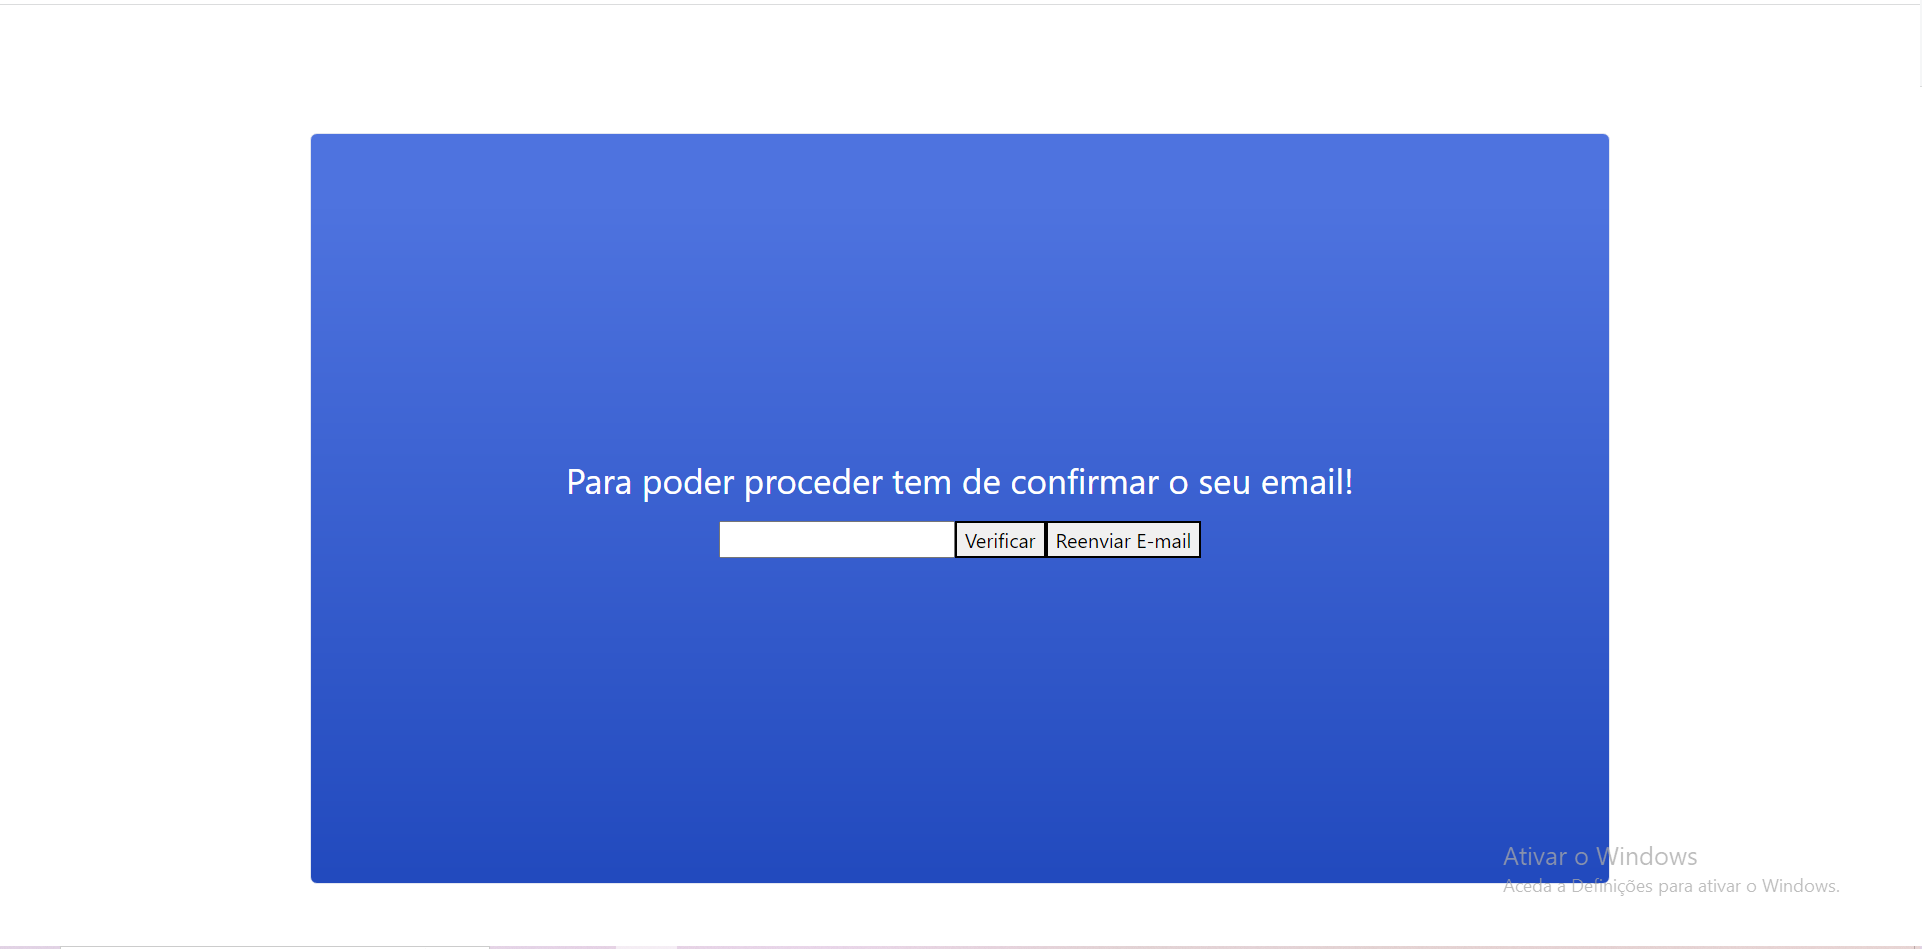 Para poder proceder tem de confirmar o seu email!
Verificar Reenviar E-mail
Ativar o Windows
Aceda a Definições para ativar o Windows.